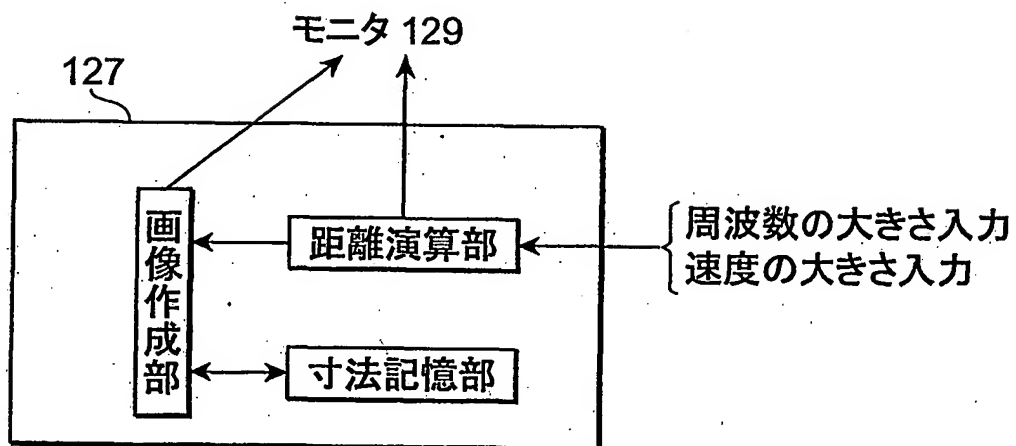 モニタ 129
127
画像作成部
距離演算部
周波数の大きさ入力
速度の大きさ入力
寸法記憶部